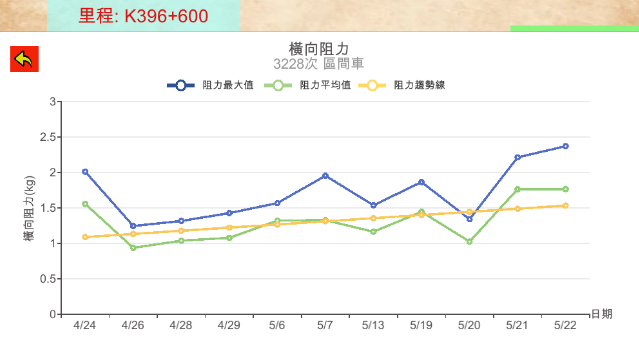 里程: K396+600
橫向阻力
3228次 區間車
阻力最大值 阻力平均值 阻力趨勢線
橫向阻力(kg)
3
2.5
2
1.5
1
0.5
0
4/24 4/26 4/28 4/29 5/6 5/7 5/13 5/19 5/20 5/21 5/22
日期